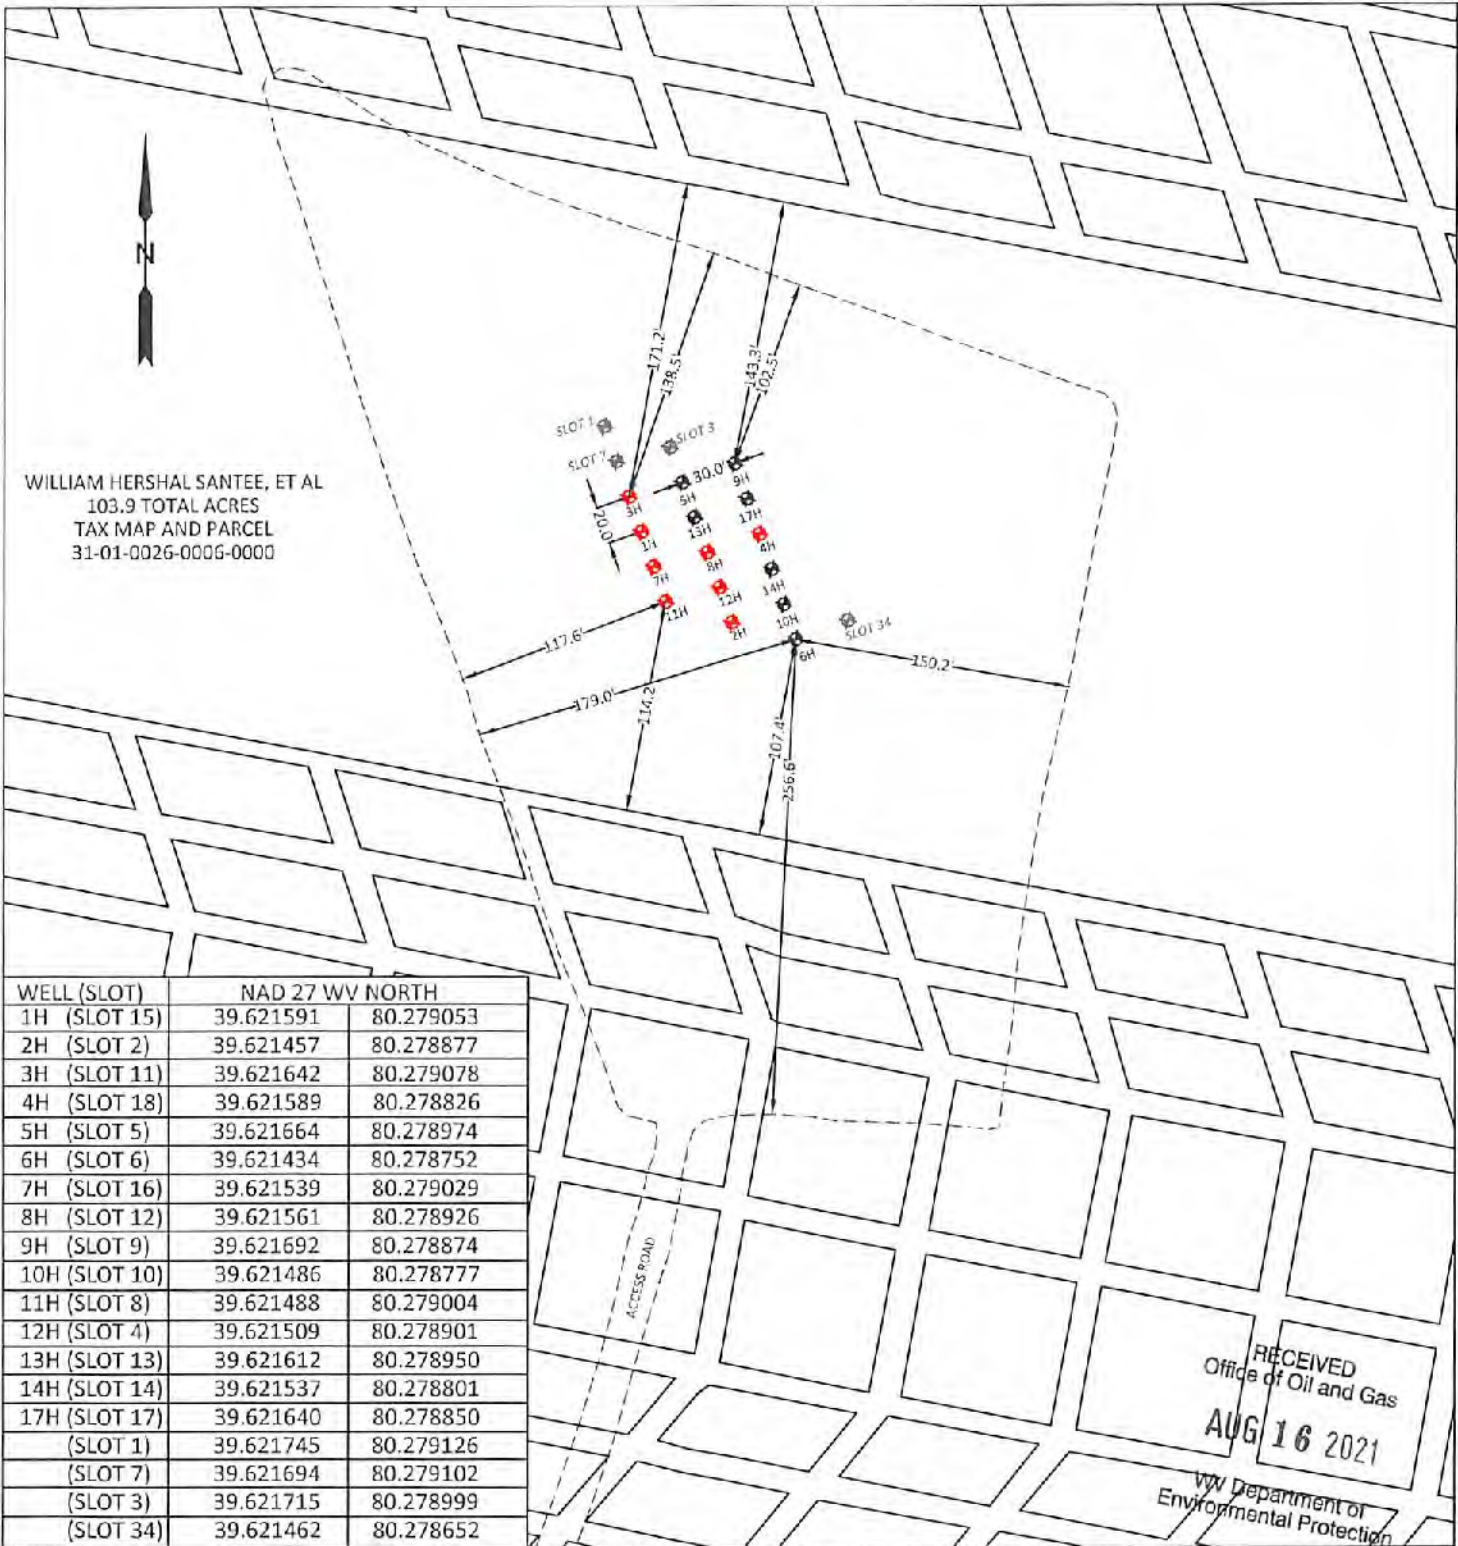 N
WILLIAM HERSHAL SANTEE, ET AL
103.9 TOTAL ACRES
TAX MAP AND PARCEL
31-01-0026-0006-0000
171.2'
138.5'
143.3'
102.5'
SLOT 1
SLOT 3
SLOT 7
30.0'
20.0'
3H
5H
9H
1H
13H
17H
7H
8H
4H
11H
12H
14H
2H
10H
6H
SLOT 34
117.6'
179.0'
114.2'
150.2'
107.4'
256.6'
ACCESS ROAD
WELL (SLOT) NAD 27 WV NORTH
1H (SLOT 15) 39.621591 80.279053
2H (SLOT 2) 39.621457 80.278877
3H (SLOT 11) 39.621642 80.279078
4H (SLOT 18) 39.621589 80.278826
5H (SLOT 5) 39.621664 80.278974
6H (SLOT 6) 39.621434 80.278752
7H (SLOT 16) 39.621539 80.279029
8H (SLOT 12) 39.621561 80.278926
9H (SLOT 9) 39.621692 80.278874
10H (SLOT 10) 39.621486 80.278777
11H (SLOT 8) 39.621488 80.279004
12H (SLOT 4) 39.621509 80.278901
13H (SLOT 13) 39.621612 80.278950
14H (SLOT 14) 39.621537 80.278801
17H (SLOT 17) 39.621640 80.278850
(SLOT 1) 39.621745 80.279126
(SLOT 7) 39.621694 80.279102
(SLOT 3) 39.621715 80.278999
(SLOT 34) 39.621462 80.278652
RECEIVED
Office of Oil and Gas
AUG 16 2021
WV Department of
Environmental Protection